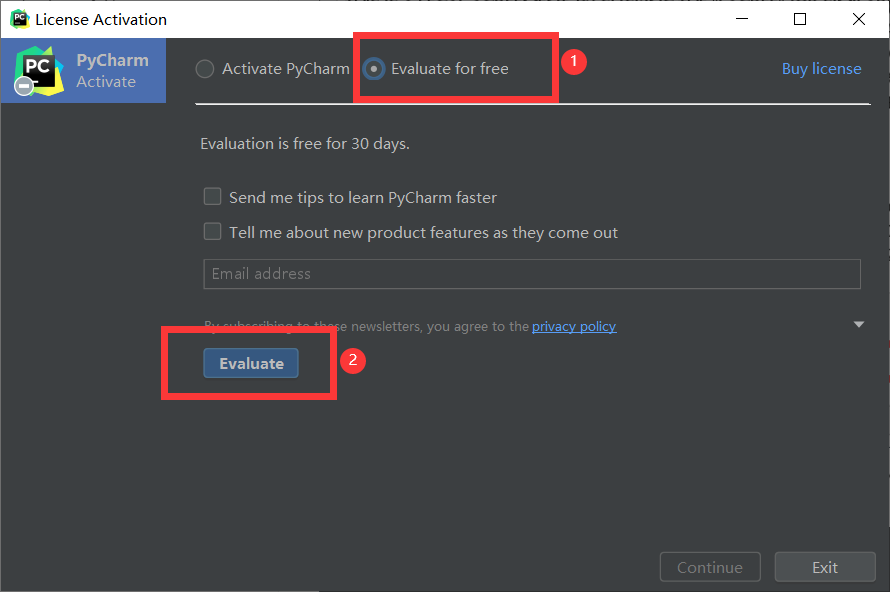 PC License Activation
PC PyCharm
Activate
Activate PyCharm Evaluate for free 1 Buy license
Evaluation is free for 30 days.
Send me tips to learn PyCharm faster
Tell me about new product features as they come out
Email address
By subscribing to these newsletters, you agree to the privacy policy
Evaluate 2
Continue Exit